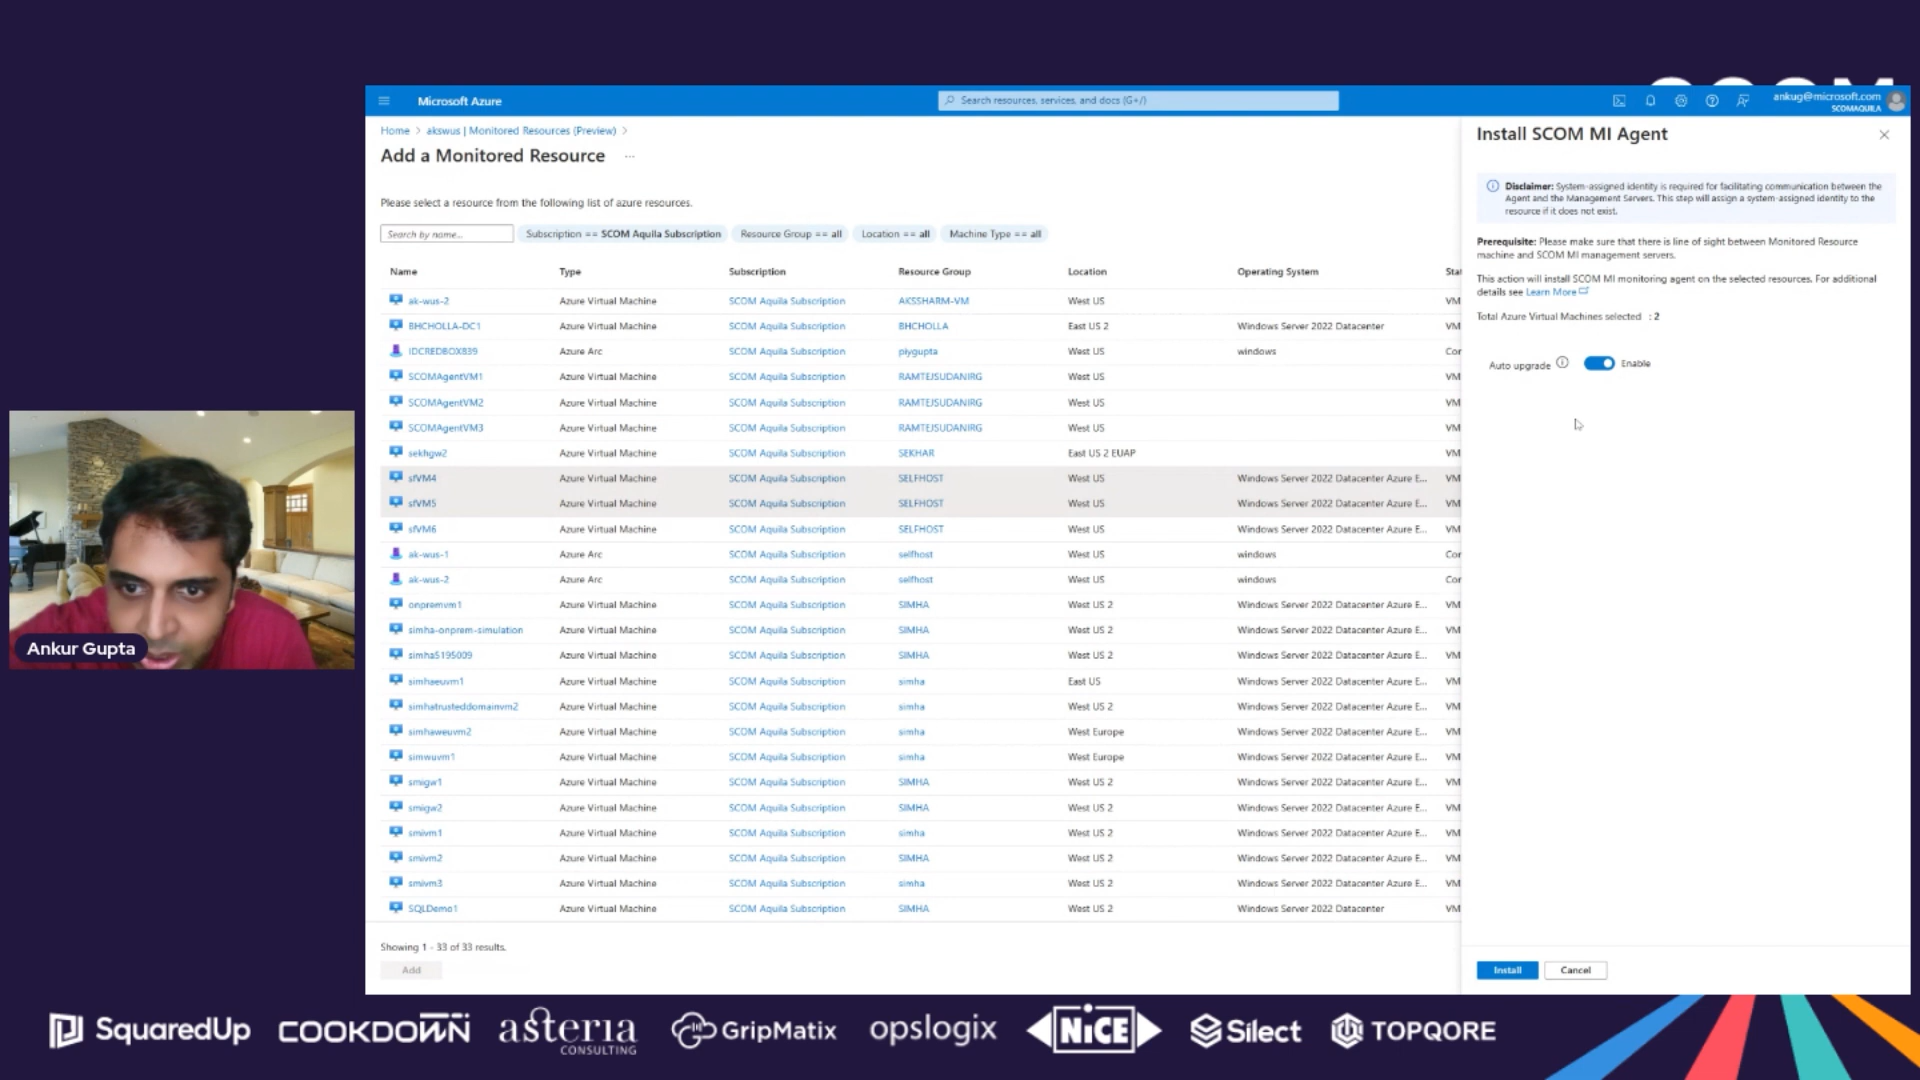 Microsoft Azure
Search resources, services, and docs (G+/)
ankug@microsoft.com
SCOMAQUILA
Home > akswus | Monitored Resources (Preview) >
Add a Monitored Resource ...
Please select a resource from the following list of azure resources.
Search by name...
Subscription == SCOM Aquila Subscription
Resource Group == all
Location == all
Machine Type == all
Name Type Subscription Resource Group Location Operating System
ak-wus-2 Azure Virtual Machine SCOM Aquila Subscription AKSSHARM-VM West US VM
BHCHOLLA-DC1 Azure Virtual Machine SCOM Aquila Subscription BHCHOLLA East US 2 Windows Server 2022 Datacenter VM
IDCREDBOX839 Azure Arc SCOM Aquila Subscription piygupta West US windows Cor
SCOMAgentVM1 Azure Virtual Machine SCOM Aquila Subscription RAMTEJSUDANIRG West US VM
SCOMAgentVM2 Azure Virtual Machine SCOM Aquila Subscription RAMTEJSUDANIRG West US VM
SCOMAgentVM3 Azure Virtual Machine SCOM Aquila Subscription RAMTEJSUDANIRG West US VM
sekhgw2 Azure Virtual Machine SCOM Aquila Subscription SEKHAR East US 2 EUAP VM
sfVM4 Azure Virtual Machine SCOM Aquila Subscription SELFHOST West US Windows Server 2022 Datacenter Azure E... VM
sfVM5 Azure Virtual Machine SCOM Aquila Subscription SELFHOST West US Windows Server 2022 Datacenter Azure E... VM
sfVM6 Azure Virtual Machine SCOM Aquila Subscription SELFHOST West US Windows Server 2022 Datacenter Azure E... VM
ak-wus-1 Azure Arc SCOM Aquila Subscription selfhost West US windows Cor
ak-wus-2 Azure Arc SCOM Aquila Subscription selfhost West US windows Cor
onpremvm1 Azure Virtual Machine SCOM Aquila Subscription SIMHA West US 2 Windows Server 2022 Datacenter Azure E... VM
simha-onprem-simulation Azure Virtual Machine SCOM Aquila Subscription SIMHA West US 2 Windows Server 2022 Datacenter Azure E... VM
simha5195009 Azure Virtual Machine SCOM Aquila Subscription SIMHA West US 2 Windows Server 2022 Datacenter Azure E... VM
simhaeuvm1 Azure Virtual Machine SCOM Aquila Subscription simha East US Windows Server 2022 Datacenter Azure E... VM
simhatrusteddomainvm2 Azure Virtual Machine SCOM Aquila Subscription simha West US 2 Windows Server 2022 Datacenter Azure E... VM
simhaweuvm2 Azure Virtual Machine SCOM Aquila Subscription simha West Europe Windows Server 2022 Datacenter Azure E... VM
simwuvm1 Azure Virtual Machine SCOM Aquila Subscription simha West Europe Windows Server 2022 Datacenter Azure E... VM
smigw1 Azure Virtual Machine SCOM Aquila Subscription SIMHA West US 2 Windows Server 2022 Datacenter Azure E... VM
smigw2 Azure Virtual Machine SCOM Aquila Subscription SIMHA West US 2 Windows Server 2022 Datacenter Azure E... VM
smivm1 Azure Virtual Machine SCOM Aquila Subscription simha West US 2 Windows Server 2022 Datacenter Azure E... VM
smivm2 Azure Virtual Machine SCOM Aquila Subscription SIMHA West US 2 Windows Server 2022 Datacenter Azure E... VM
smivm3 Azure Virtual Machine SCOM Aquila Subscription simha West US 2 Windows Server 2022 Datacenter Azure E... VM
SQLDemo1 Azure Virtual Machine SCOM Aquila Subscription SIMHA West US 2 Windows Server 2022 Datacenter VM
Showing 1 - 33 of 33 results.
Add
Install SCOM MI Agent
Disclaimer: System-assigned identity is required for facilitating communication between the
Agent and the Management Servers. This step will assign a system-assigned identity to the
resource if it does not exist.
Prerequisite: Please make sure that there is line of sight between Monitored Resource
machine and SCOM MI management servers.
This action will install SCOM MI monitoring agent on the selected resources. For additional
details see Learn More
Total Azure Virtual Machines selected : 2
Auto upgrade Enable
Install
Cancel
Ankur Gupta
SquaredUp
COOKDOWN
asteria
CONSULTING
GripMatix
opslogix
NiCE
Silect
TOPQORE